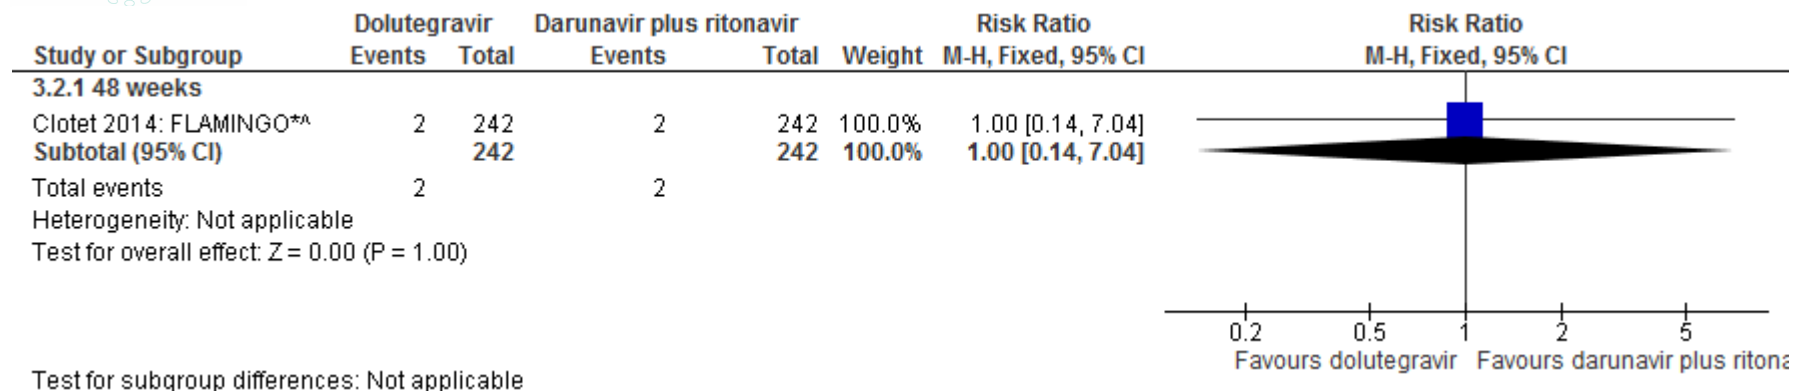 Dolutegravir Darunavir plus ritonavir Risk Ratio Risk Ratio
Study or Subgroup Events Total Events Total Weight M-H, Fixed, 95% CI M-H, Fixed, 95% CI
3.2.1 48 weeks
Clotet 2014: FLAMINGO*^ 2 242 2 242 100.0% 1.00 [0.14, 7.04]
Subtotal (95% CI) 242 242 100.0% 1.00 [0.14, 7.04]
Total events 2 2
Heterogeneity: Not applicable
Test for overall effect: Z = 0.00 (P = 1.00)
0.2 0.5 1 2 5
Favours dolutegravir Favours darunavir plus ritona
Test for subgroup differences: Not applicable